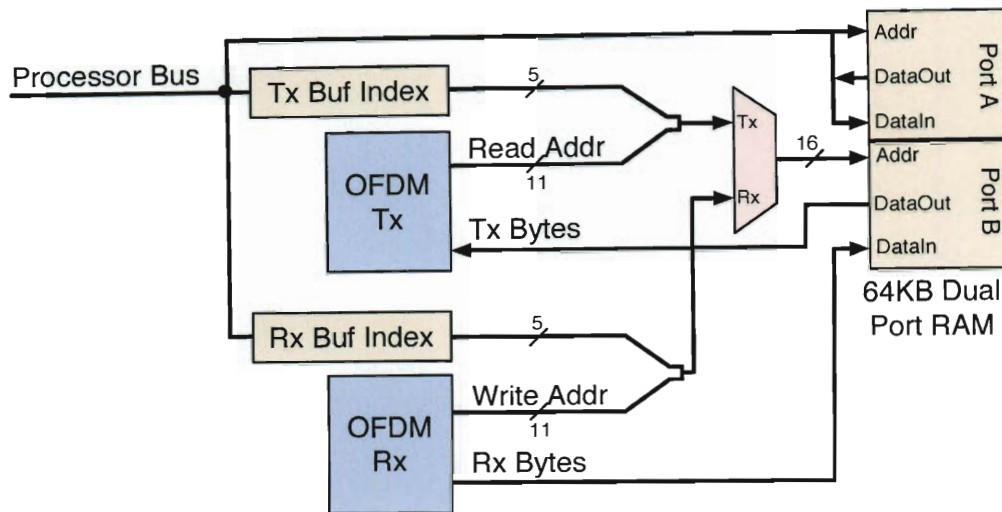 Processor Bus
Tx Buf Index
5
OFDM
Tx
Read Addr
11
Tx Bytes
Tx
Rx
16
Addr
DataOut
DataIn
Port A
Addr
DataOut
DataIn
Port B
64KB Dual
Port RAM
Rx Buf Index
5
OFDM
Rx
Write Addr
11
Rx Bytes